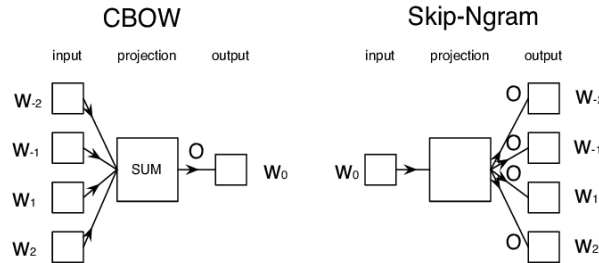 CBOW
input projection output
w-2
w-1
SUM
O
w0
w1
w2
Skip-Ngram
input projection output
w0
O
w-2
O
w-1
O
w1
O
w2